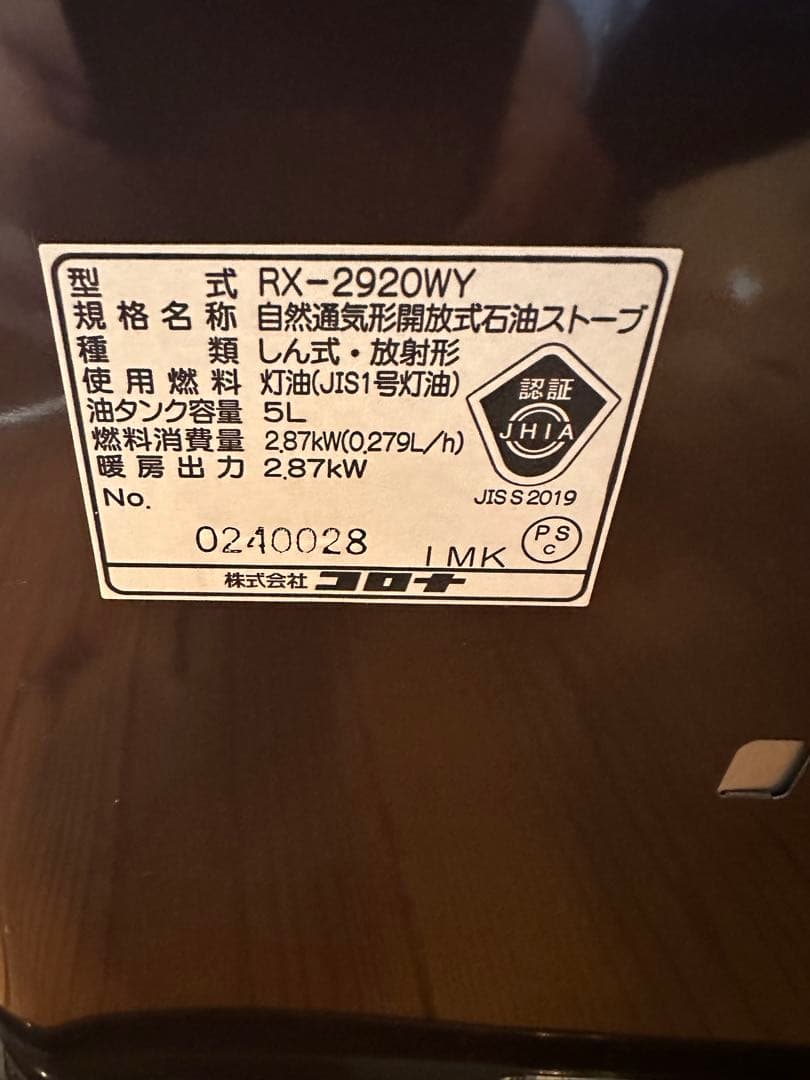 型式 RX-2920WY
規格名称 自然通気形開放式石油ストーブ
種類 しん式・放射形
使用燃料 灯油(JIS1号灯油)
油タンク容量 5L
燃料消費量 2.87kW(0.279L/h)
暖房出力 2.87kW
認証
JHIA
No.
JIS S 2019
0240028 1MK
PS
C
株式会社コロナ